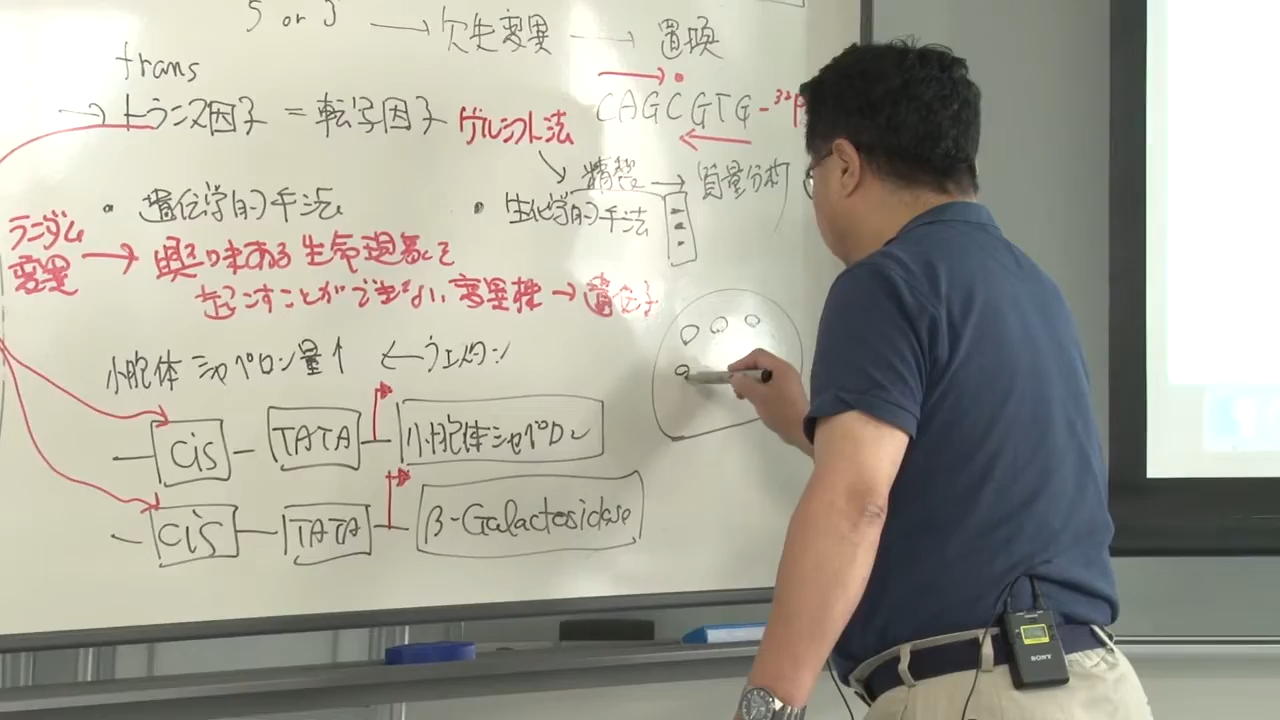 5' or 3' → 欠失変異 → 置換
trans
→ トランス因子 = 転写因子
ゲルシフト法
CAGCGTG-³²P
精製 → 質量分析
・遺伝学的手法
・生化学的手法
ランダム変異 → 興味ある生命現象を
起こすことができない変異株 → 遺伝子
小胞体シャペロン量↑ ← ウエスタン
cis TATA 小胞体シャペロン
cis TATA β-Galactosidase
SONY